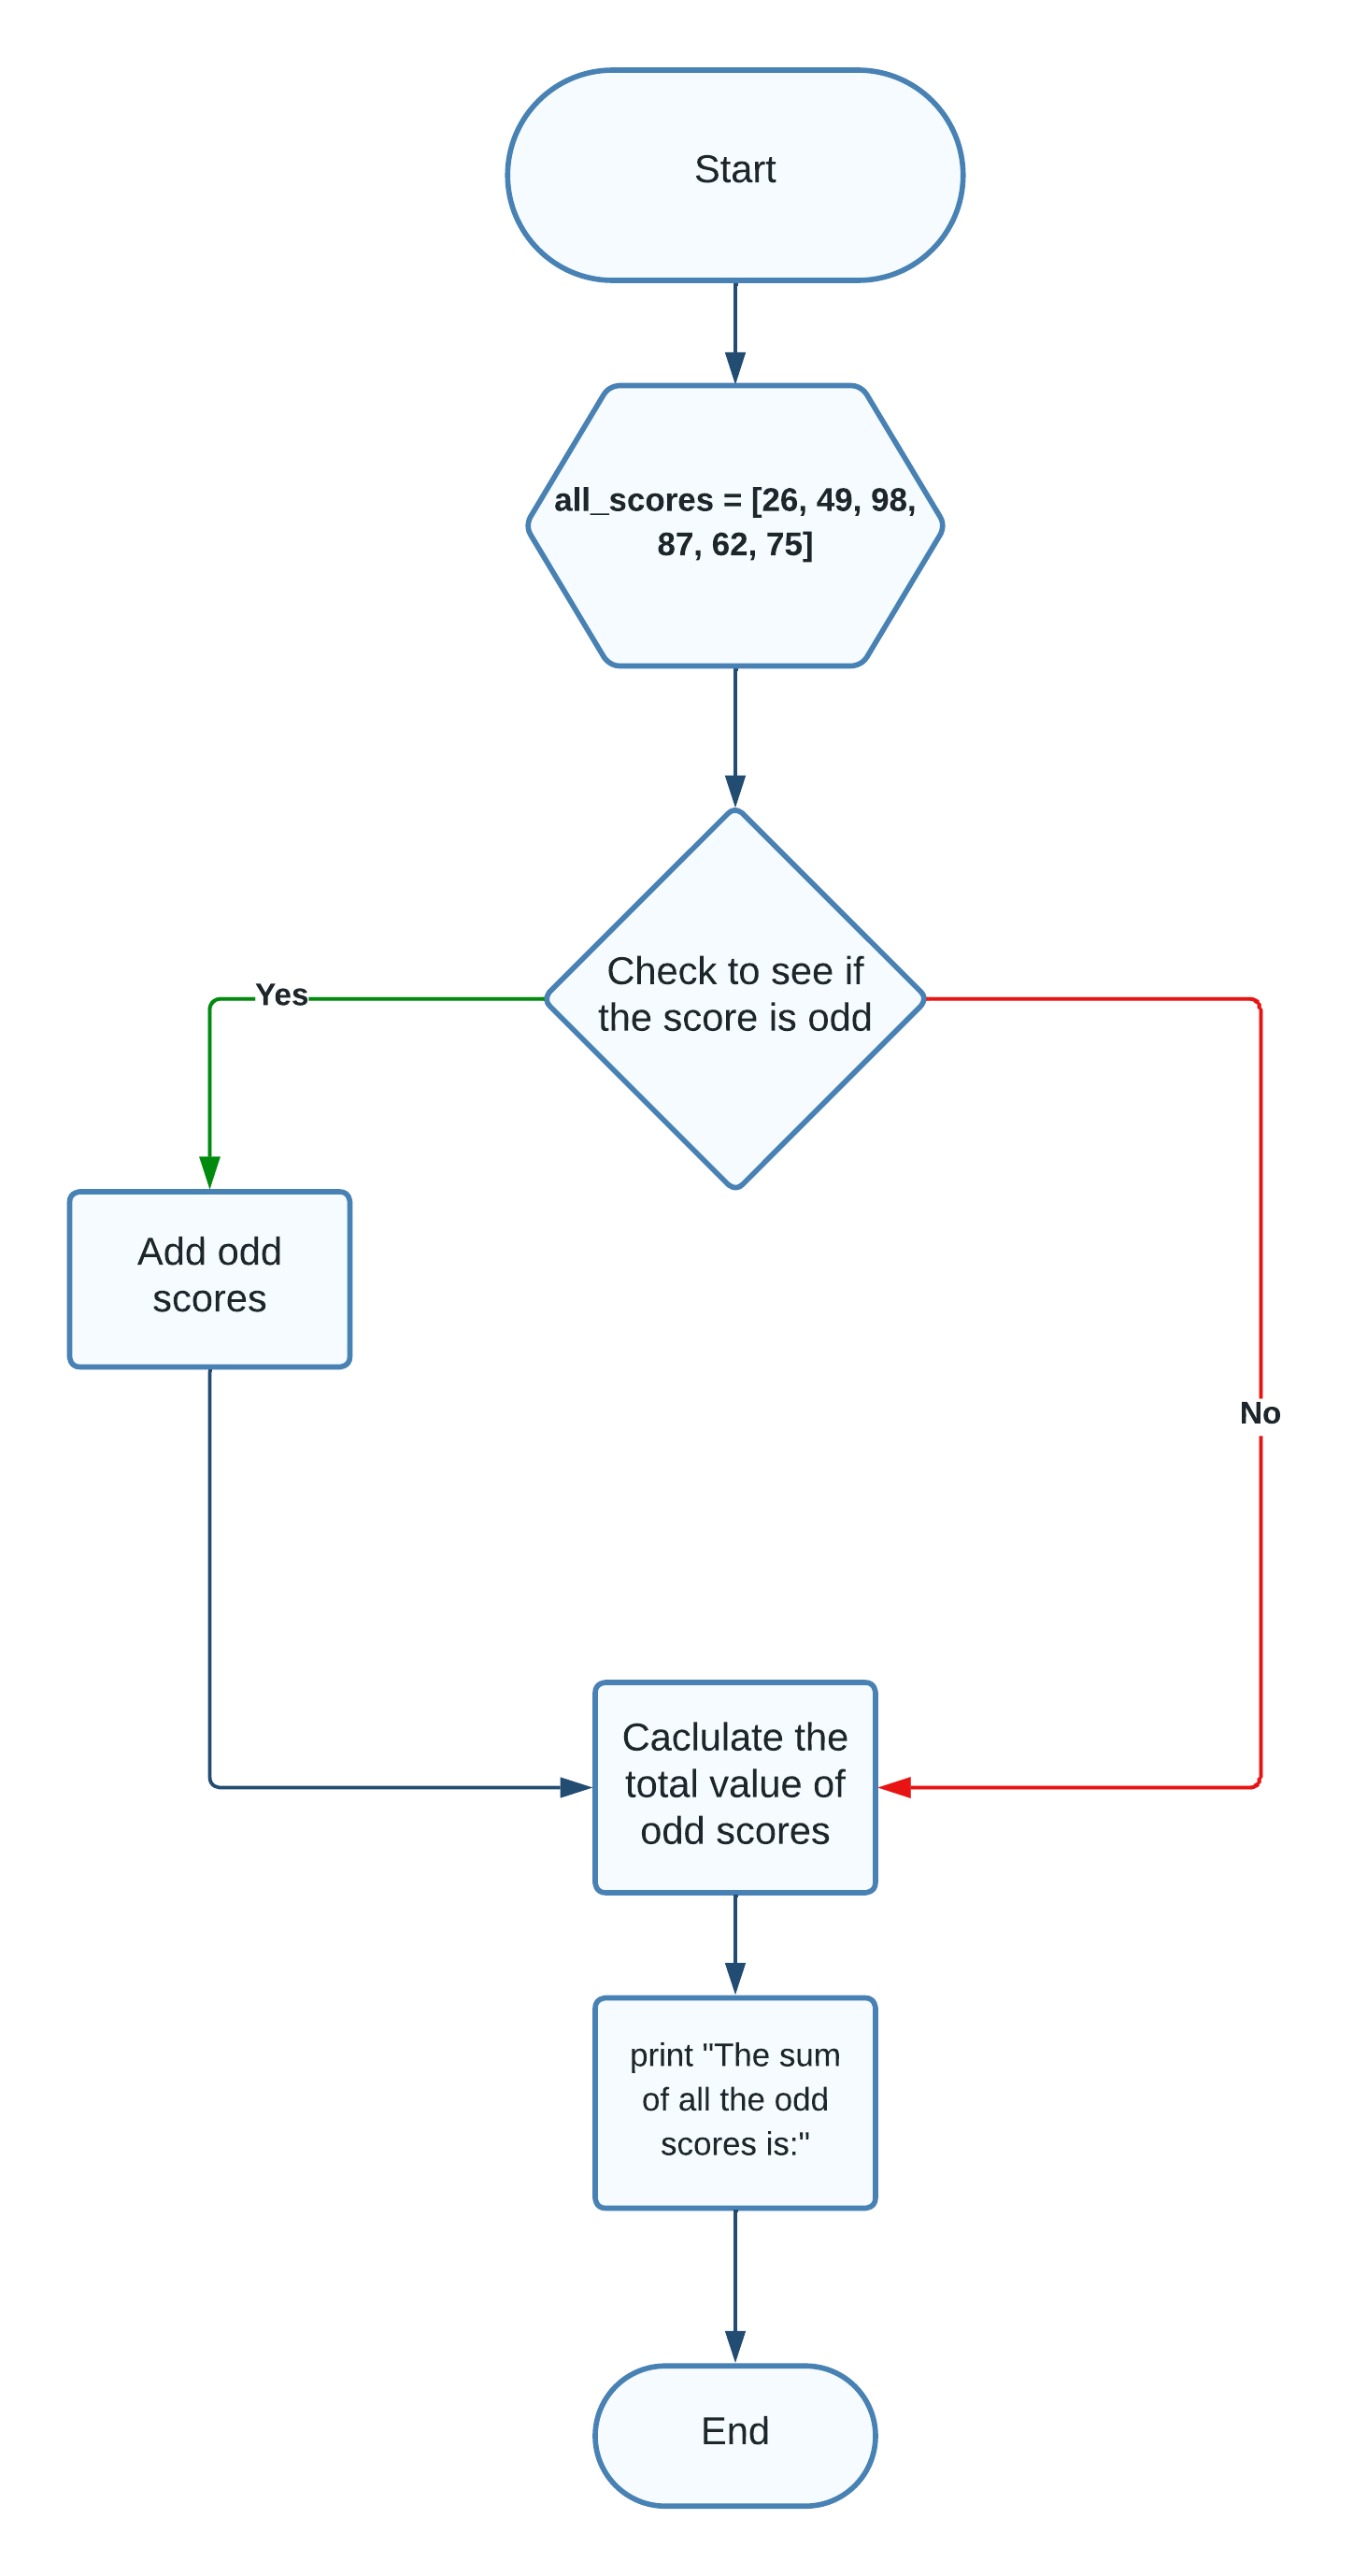 Start
all_scores = [26, 49, 98,
87, 62, 75]
Check to see if
the score is odd
Yes
Add odd
scores
No
Caclulate the
total value of
odd scores
print "The sum
of all the odd
scores is:"
End